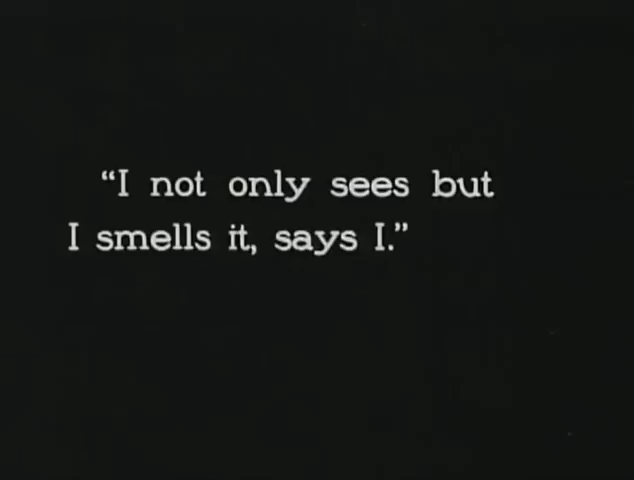 “I not only sees but
I smells it, says I.”